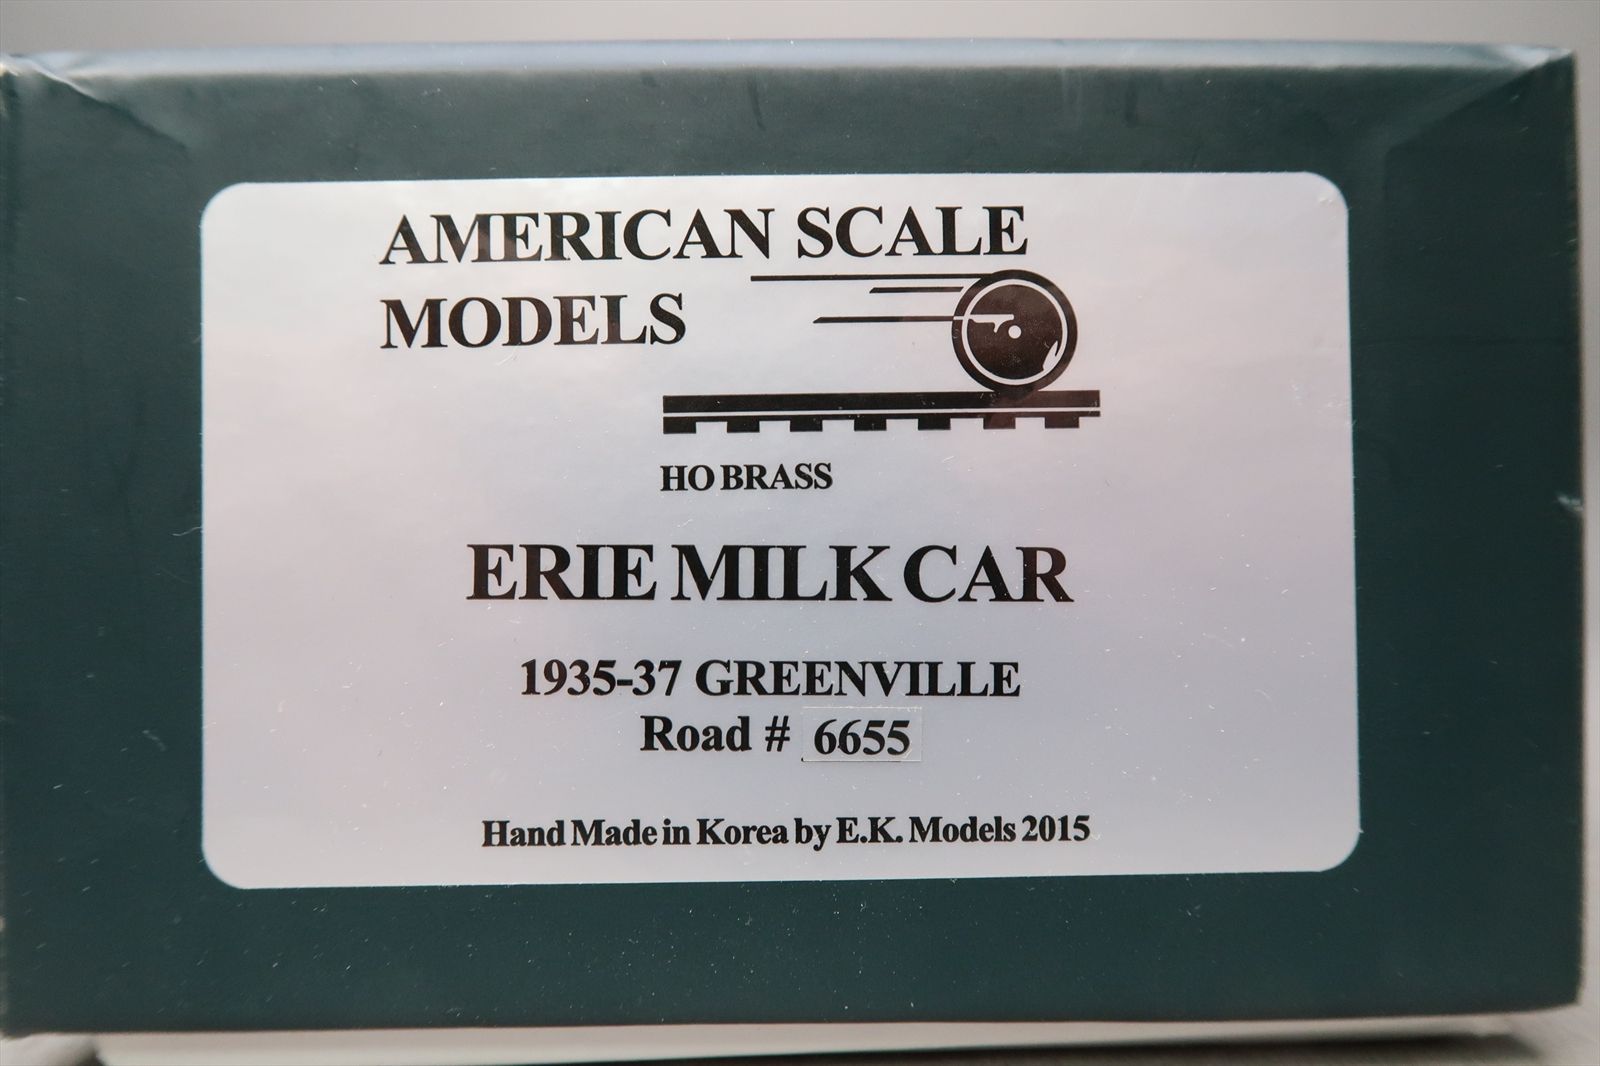 AMERICAN SCALE
MODELS
HO BRASS
ERIE MILK CAR
1935-37 GREENVILLE
Road # 6655
Hand Made in Korea by E.K. Models 2015